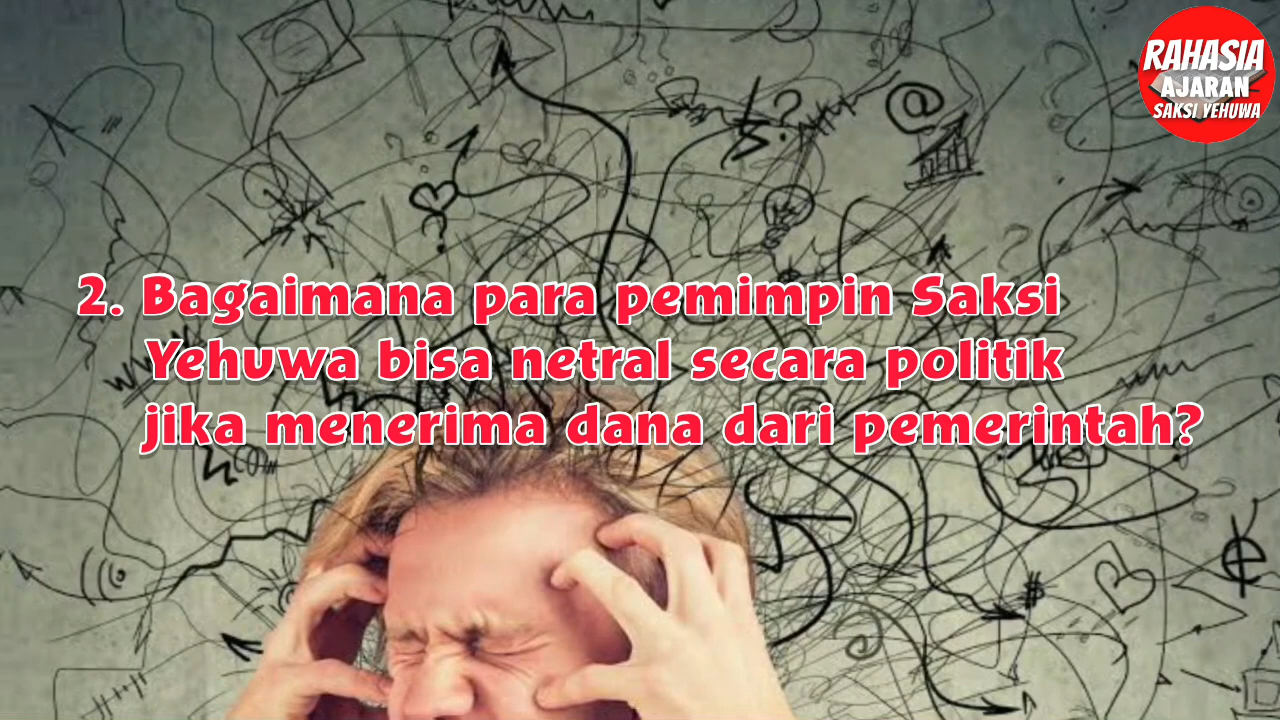 RAHASIA
AJARAN
SAKSI YEHUWA
2. Bagaimana para pemimpin Saksi
Yehuwa bisa netral secara politik
jika menerima dana dari pemerintah?